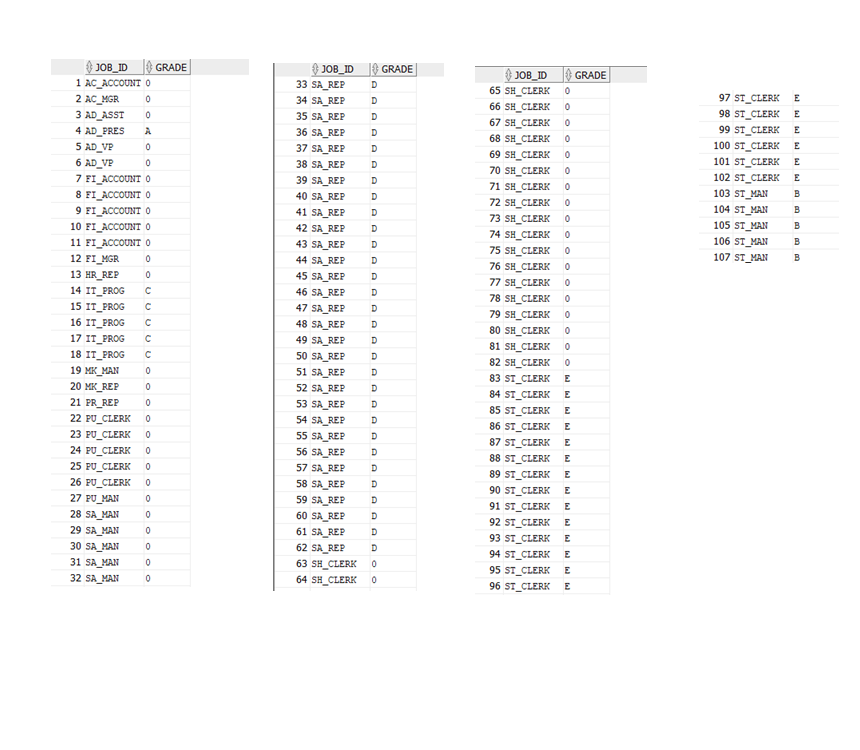 JOB_ID GRADE
1 AC_ACCOUNT 0
2 AC_MGR 0
3 AD_ASST 0
4 AD_PRES A
5 AD_VP 0
6 AD_VP 0
7 FI_ACCOUNT 0
8 FI_ACCOUNT 0
9 FI_ACCOUNT 0
10 FI_ACCOUNT 0
11 FI_ACCOUNT 0
12 FI_MGR 0
13 HR_REP 0
14 IT_PROG C
15 IT_PROG C
16 IT_PROG C
17 IT_PROG C
18 IT_PROG C
19 MK_MAN 0
20 MK_REP 0
21 PR_REP 0
22 PU_CLERK 0
23 PU_CLERK 0
24 PU_CLERK 0
25 PU_CLERK 0
26 PU_CLERK 0
27 PU_MAN 0
28 SA_MAN 0
29 SA_MAN 0
30 SA_MAN 0
31 SA_MAN 0
32 SA_MAN 0
JOB_ID GRADE
33 SA_REP D
34 SA_REP D
35 SA_REP D
36 SA_REP D
37 SA_REP D
38 SA_REP D
39 SA_REP D
40 SA_REP D
41 SA_REP D
42 SA_REP D
43 SA_REP D
44 SA_REP D
45 SA_REP D
46 SA_REP D
47 SA_REP D
48 SA_REP D
49 SA_REP D
50 SA_REP D
51 SA_REP D
52 SA_REP D
53 SA_REP D
54 SA_REP D
55 SA_REP D
56 SA_REP D
57 SA_REP D
58 SA_REP D
59 SA_REP D
60 SA_REP D
61 SA_REP D
62 SA_REP D
63 SH_CLERK 0
64 SH_CLERK 0
JOB_ID GRADE
65 SH_CLERK 0
66 SH_CLERK 0
67 SH_CLERK 0
68 SH_CLERK 0
69 SH_CLERK 0
70 SH_CLERK 0
71 SH_CLERK 0
72 SH_CLERK 0
73 SH_CLERK 0
74 SH_CLERK 0
75 SH_CLERK 0
76 SH_CLERK 0
77 SH_CLERK 0
78 SH_CLERK 0
79 SH_CLERK 0
80 SH_CLERK 0
81 SH_CLERK 0
82 SH_CLERK 0
83 ST_CLERK E
84 ST_CLERK E
85 ST_CLERK E
86 ST_CLERK E
87 ST_CLERK E
88 ST_CLERK E
89 ST_CLERK E
90 ST_CLERK E
91 ST_CLERK E
92 ST_CLERK E
93 ST_CLERK E
94 ST_CLERK E
95 ST_CLERK E
96 ST_CLERK E
97 ST_CLERK E
98 ST_CLERK E
99 ST_CLERK E
100 ST_CLERK E
101 ST_CLERK E
102 ST_CLERK E
103 ST_MAN B
104 ST_MAN B
105 ST_MAN B
106 ST_MAN B
107 ST_MAN B